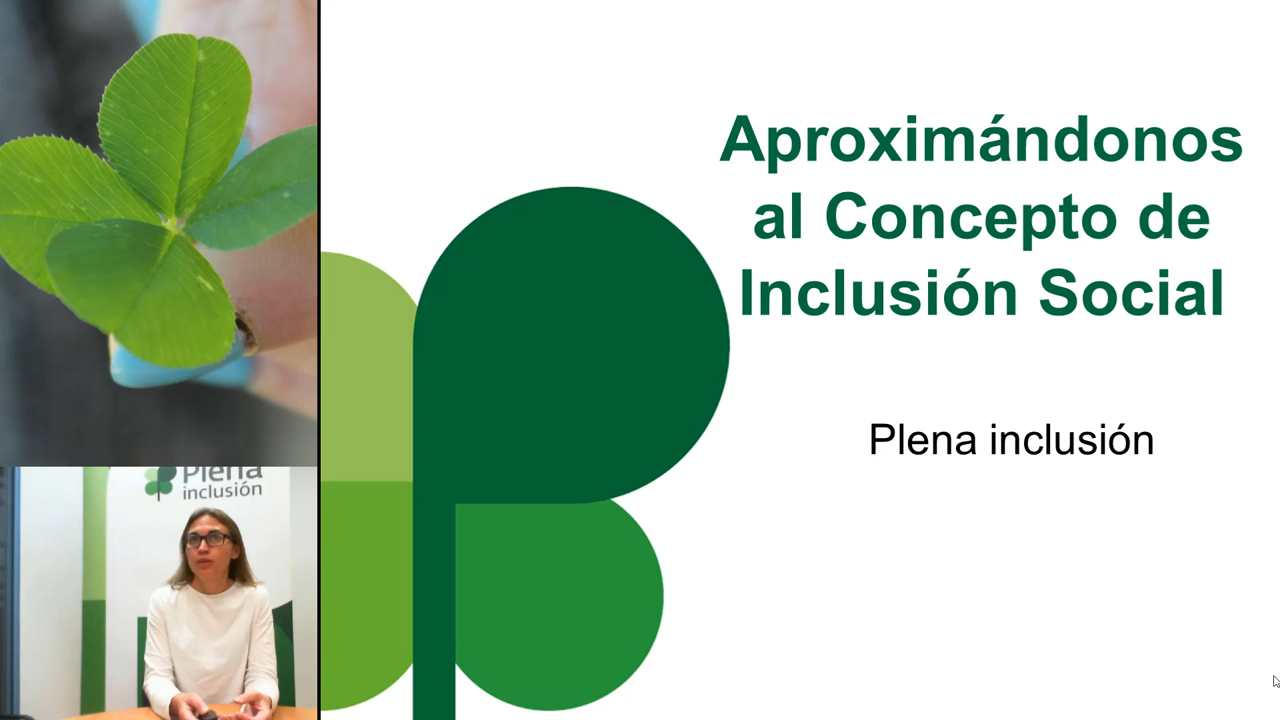 Aproximándonos
al Concepto de
Inclusión Social
Plena inclusión
Plena
inclusión